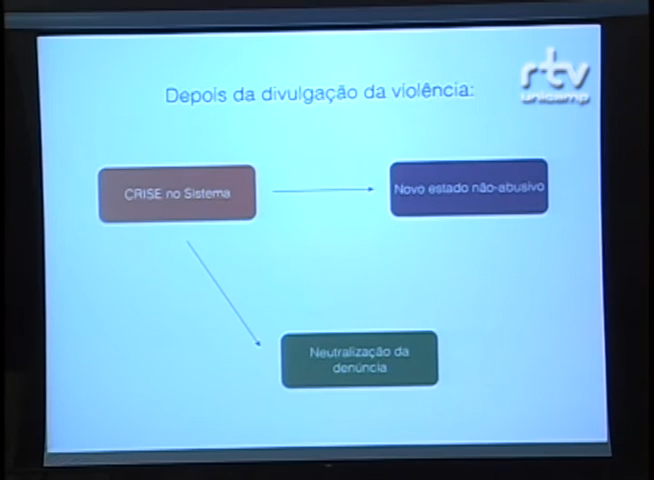 rtv
unicamp
Depois da divulgação da violência:
CRISE no Sistema
Novo estado não-abusivo
Neutralização da
denúncia